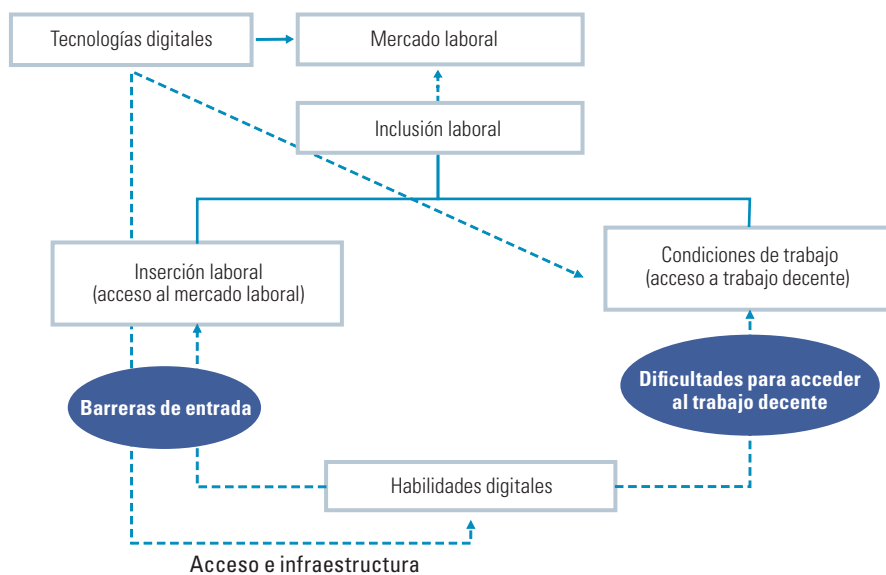 Tecnologías digitales
Mercado laboral
Inclusión laboral
Inserción laboral
(acceso al mercado laboral)
Condiciones de trabajo
(acceso a trabajo decente)
Barreras de entrada
Dificultades para acceder
al trabajo decente
Habilidades digitales
Acceso e infraestructura